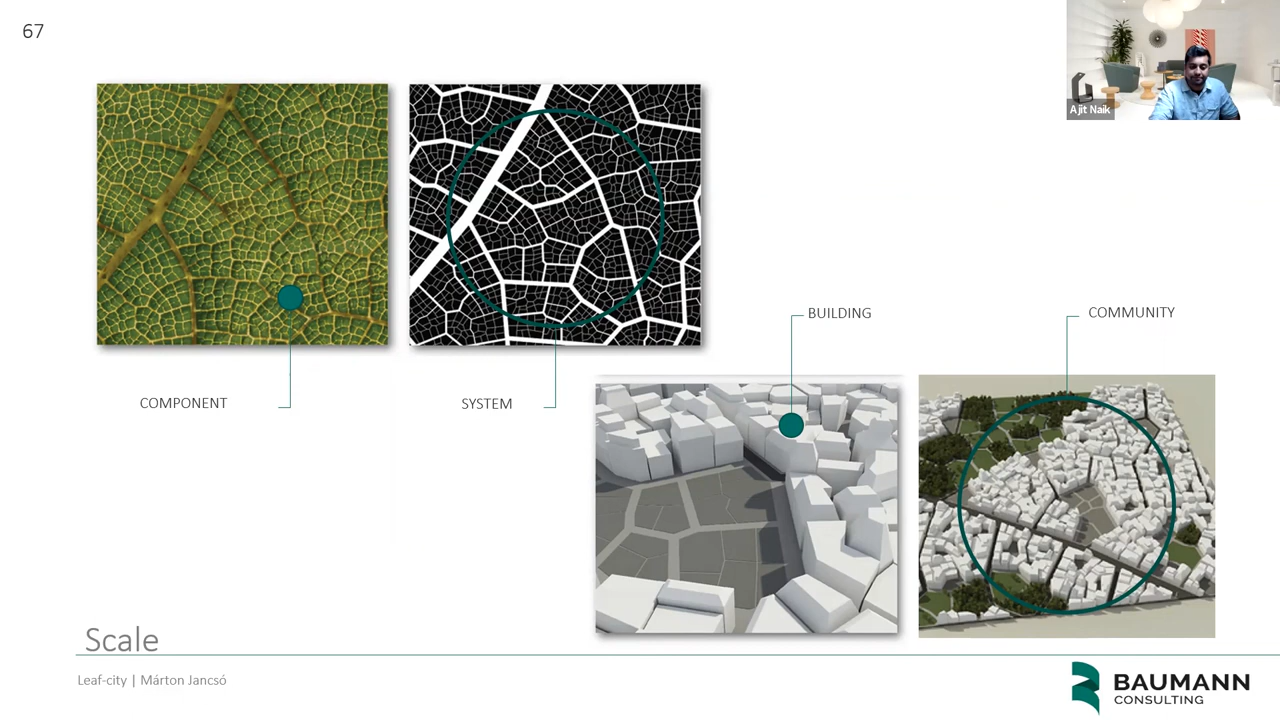 67
Ajit Naik
BUILDING
COMMUNITY
COMPONENT
SYSTEM
Scale
Leaf-city | Márton Jancsó
BAUMANN
CONSULTING